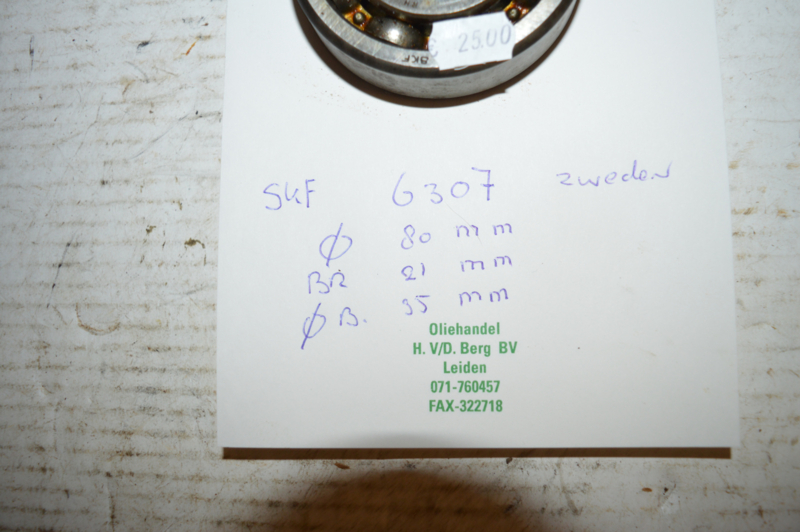 € 25.00
SKF
SKF 6307 Zweden
Ø 80 mm
BR. 21 mm
Ø B. 35 mm
Oliehandel
H. V/D. Berg BV
Leiden
071-760457
FAX-322718